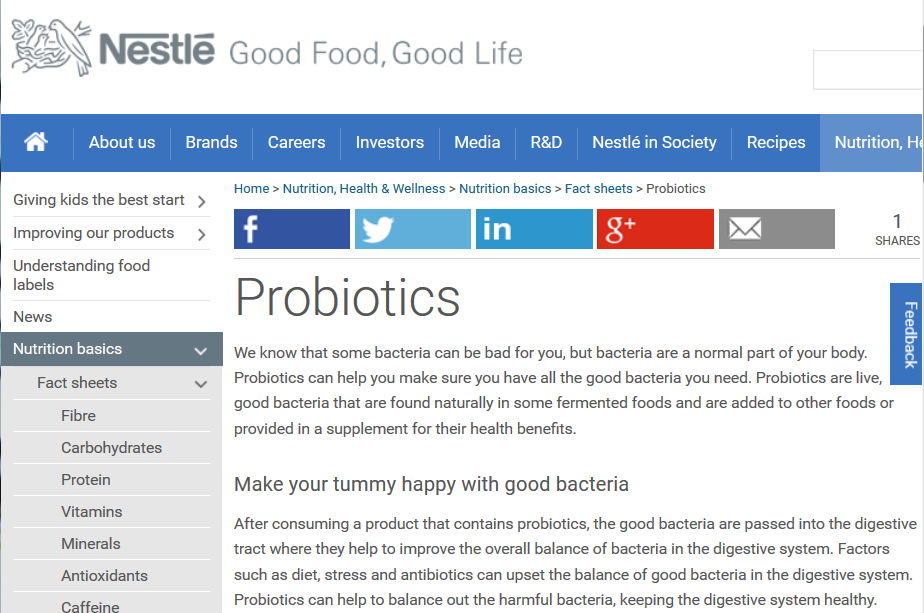 Nestlé Good Food, Good Life
About us Brands Careers Investors Media R&D Nestlé in Society Recipes Nutrition, He
Home > Nutrition, Health & Wellness > Nutrition basics > Fact sheets > Probiotics
Giving kids the best start
Improving our products
Understanding food
labels
News
Nutrition basics
Fact sheets
Fibre
Carbohydrates
Protein
Vitamins
Minerals
Antioxidants
Caffeine
f
in
g+
1
SHARES
Feedback
Probiotics
We know that some bacteria can be bad for you, but bacteria are a normal part of your body.
Probiotics can help you make sure you have all the good bacteria you need. Probiotics are live,
good bacteria that are found naturally in some fermented foods and are added to other foods or
provided in a supplement for their health benefits.
Make your tummy happy with good bacteria
After consuming a product that contains probiotics, the good bacteria are passed into the digestive
tract where they help to improve the overall balance of bacteria in the digestive system. Factors
such as diet, stress and antibiotics can upset the balance of good bacteria in the digestive system.
Probiotics can help to balance out the harmful bacteria, keeping the digestive system healthy.